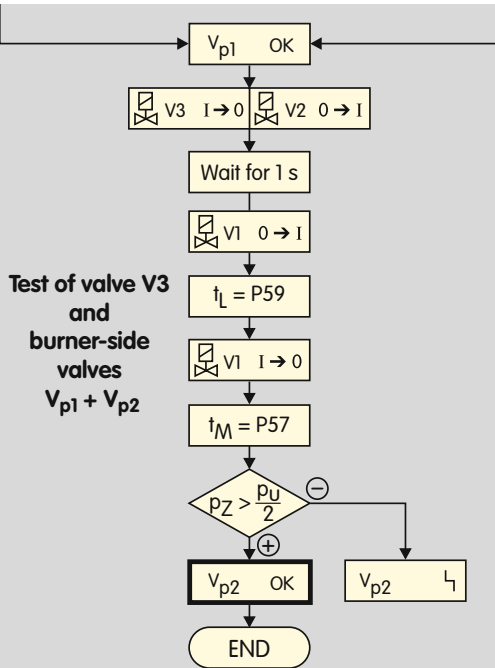 Vp1 OK
V3 I → 0 V2 0 → I
Wait for 1 s
V1 0 → I
Test of valve V3
and
burner-side
valves
Vp1 + Vp2
tL = P59
V1 I → 0
tM = P57
pZ > pU/2
−
+
Vp2 OK
Vp2
END